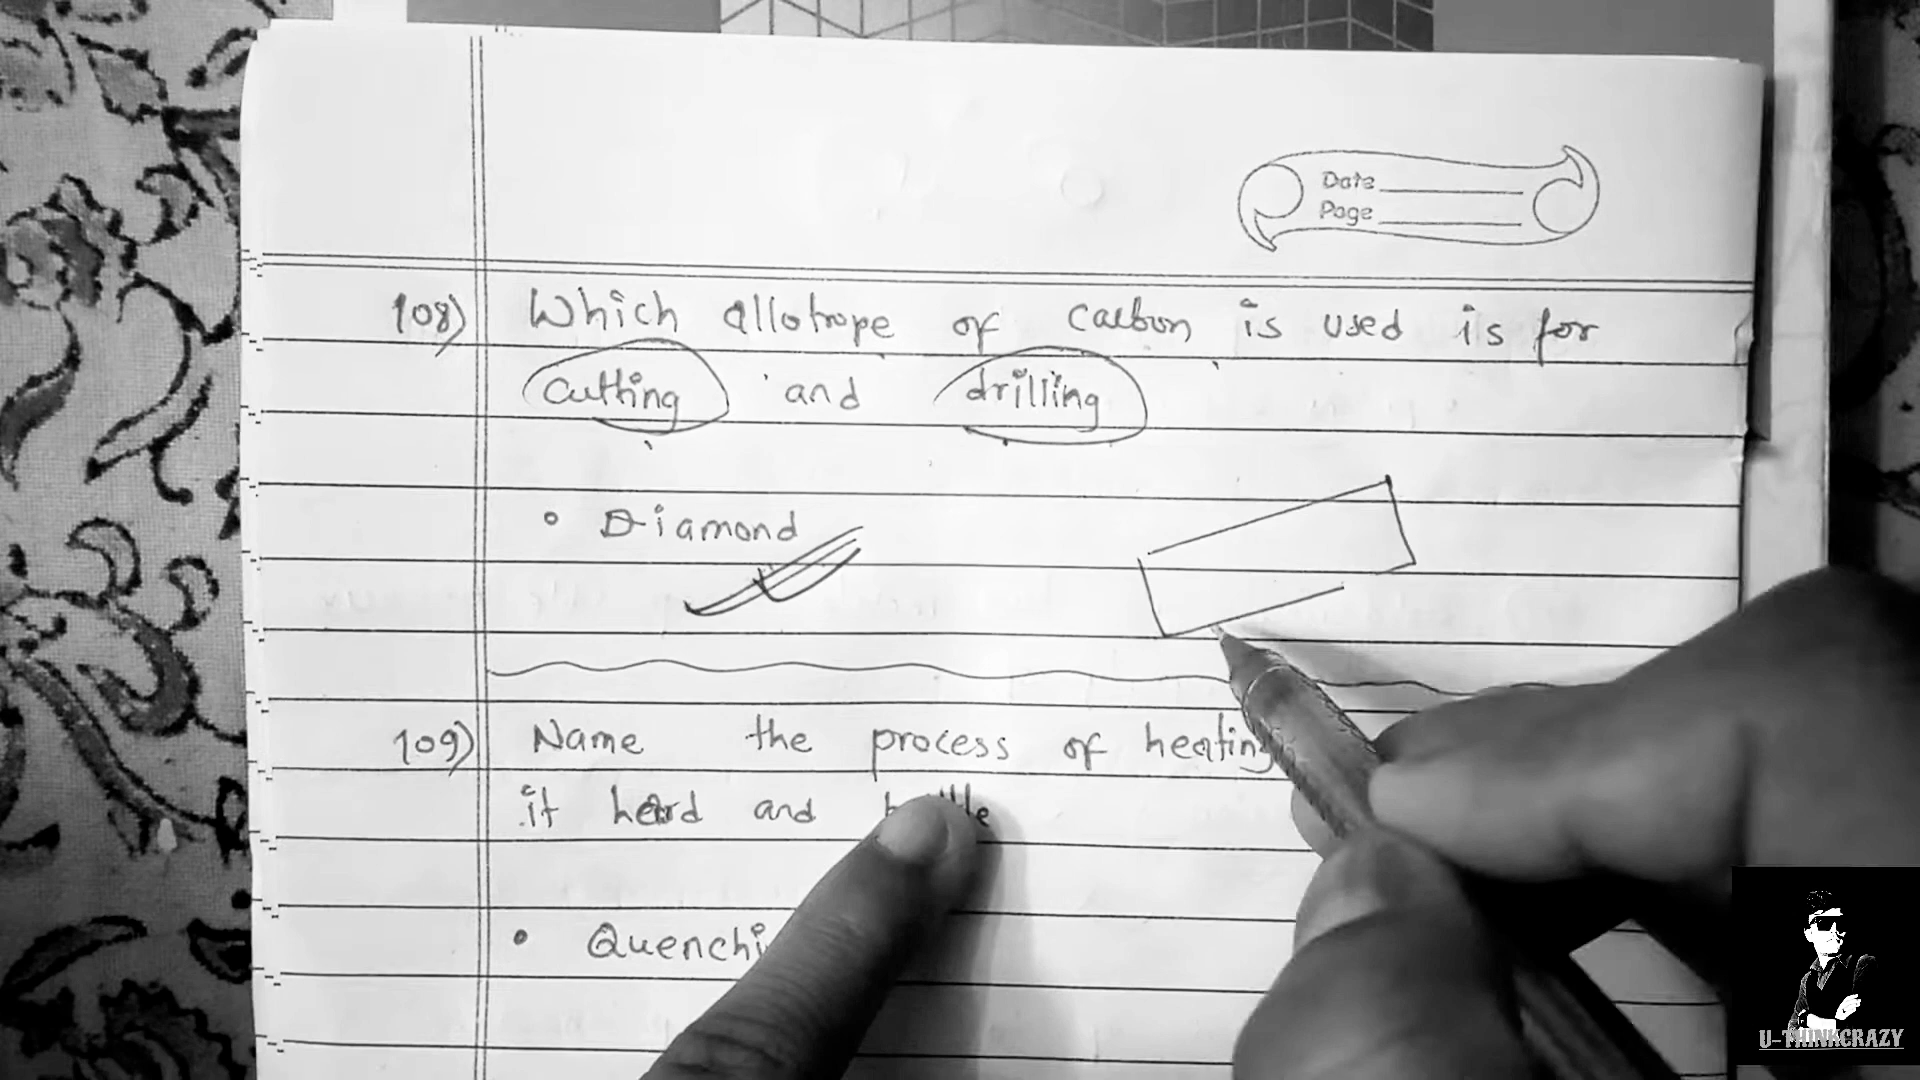 Date
Page
108) Which allotrope of carbon is used is for
cutting and drilling
• Diamond
109) Name the process of heating
it hard and
• Quenchi
U-THINKCRAZY